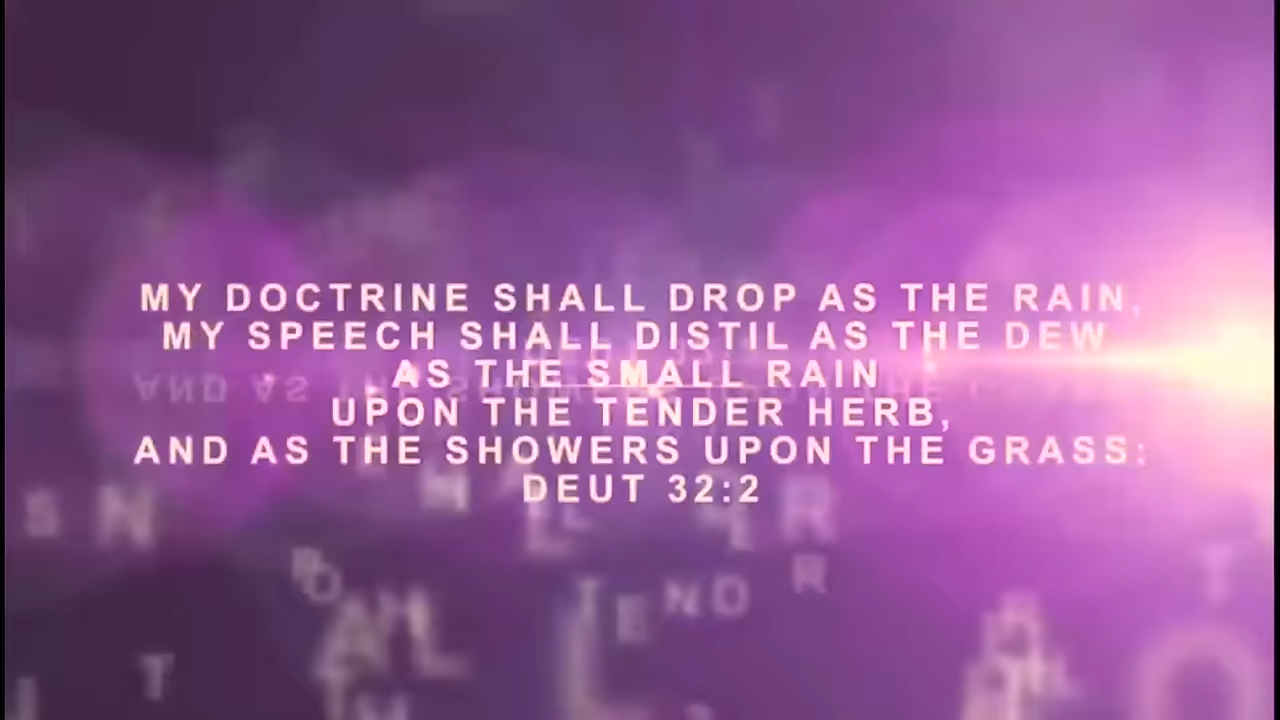 MY DOCTRINE SHALL DROP AS THE RAIN,
MY SPEECH SHALL DISTIL AS THE DEW
AS THE SMALL RAIN
UPON THE TENDER HERB,
AND AS THE SHOWERS UPON THE GRASS:
DEUT 32:2